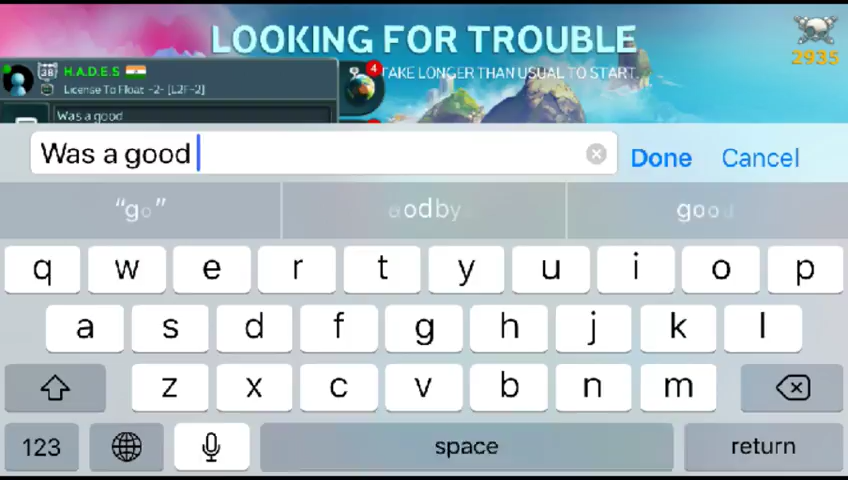 LOOKING FOR TROUBLE
2935
38 H.A.D.E.S
4
TAKE LONGER THAN USUAL TO START.
License To Float -2- [L2F-2]
Was a good
Was a good
Done Cancel
"go" oodby good
q w e r t y u i o p
a s d f g h j k l
z x c v b n m
123 space return